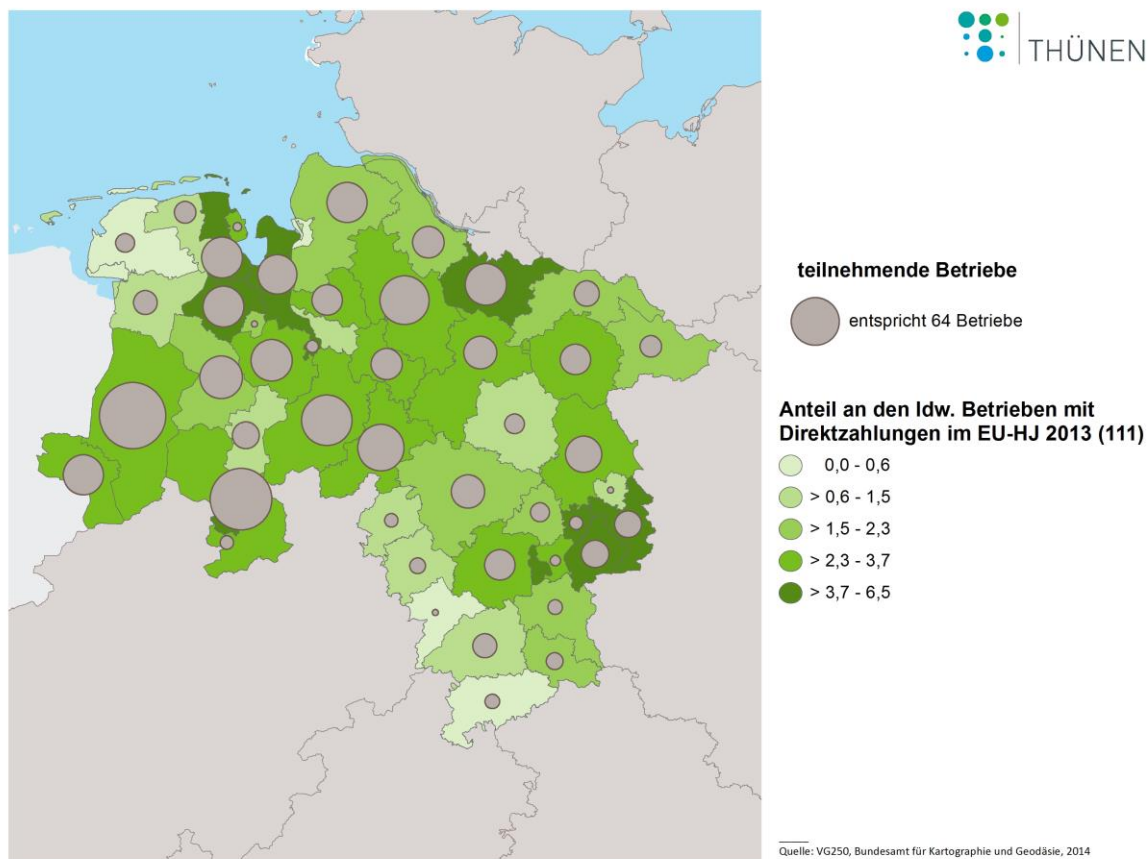 THÜNEN
teilnehmende Betriebe
entspricht 64 Betriebe
Anteil an den ldw. Betrieben mit
Direktzahlungen im EU-HJ 2013 (111)
0,0 - 0,6
> 0,6 - 1,5
> 1,5 - 2,3
> 2,3 - 3,7
> 3,7 - 6,5
Quelle: VG250, Bundesamt für Kartographie und Geodäsie, 2014